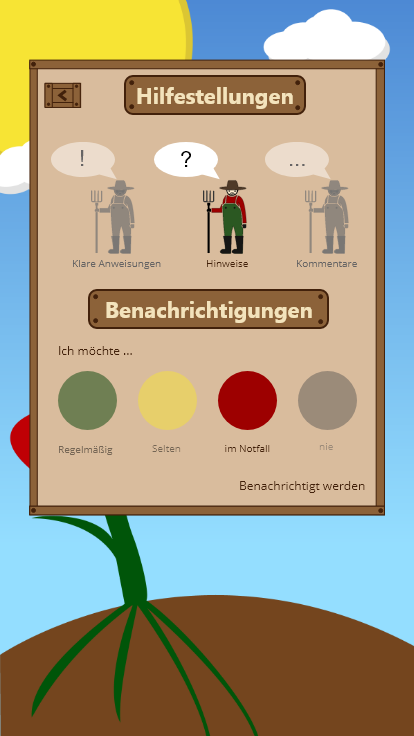 Hilfestellungen
! ? ...
Klare Anweisungen Hinweise Kommentare
Benachrichtigungen
Ich möchte ...
Regelmäßig Selten im Notfall nie
Benachrichtigt werden